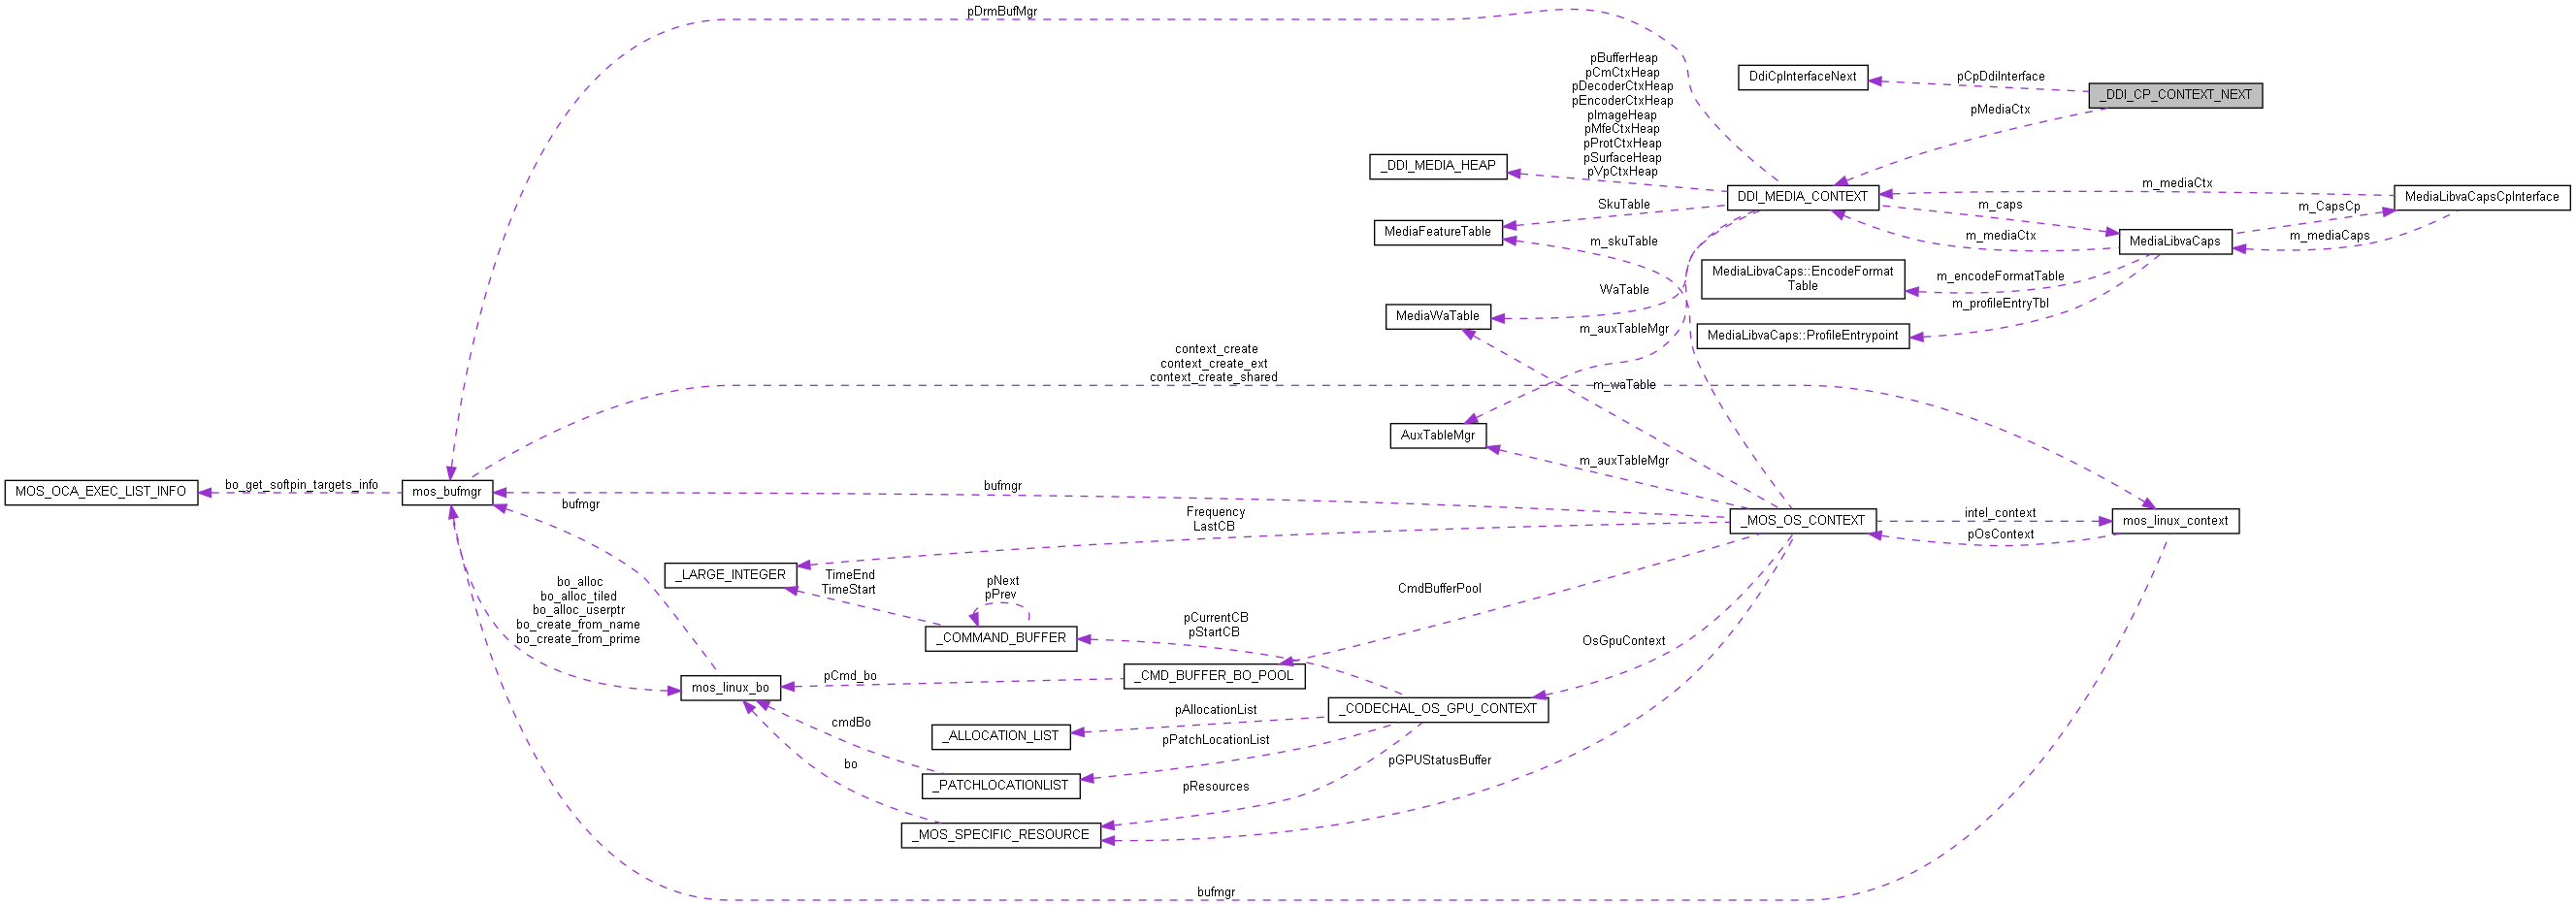 pDrmBufMgr
pBufferHeap
pCmCtxHeap
pDecoderCtxHeap
pEncoderCtxHeap
pImageHeap
pMfeCtxHeap
pProtCtxHeap
pSurfaceHeap
pVpCtxHeap
DdiCpInterfaceNext
pCpDdiInterface
_DDI_CP_CONTEXT_NEXT
pMediaCtx
_DDI_MEDIA_HEAP
DDI_MEDIA_CONTEXT
m_mediaCtx
MediaLibvaCapsCpInterface
SkuTable
m_caps
m_CapsCp
MediaFeatureTable
m_skuTable
m_mediaCtx
MediaLibvaCaps
m_mediaCaps
MediaLibvaCaps::EncodeFormat
Table
m_encodeFormatTable
WaTable
m_profileEntryTbl
MediaWaTable
m_auxTableMgr
MediaLibvaCaps::ProfileEntrypoint
context_create
context_create_ext
context_create_shared
m_waTable
AuxTableMgr
m_auxTableMgr
MOS_OCA_EXEC_LIST_INFO
bo_get_softpin_targets_info
mos_bufmgr
bufmgr
bufmgr
Frequency
LastCB
_MOS_OS_CONTEXT
intel_context
pOsContext
mos_linux_context
_LARGE_INTEGER
TimeEnd
TimeStart
pNext
pPrev
CmdBufferPool
bo_alloc
bo_alloc_tiled
bo_alloc_userptr
bo_create_from_name
bo_create_from_prime
_COMMAND_BUFFER
pCurrentCB
pStartCB
OsGpuContext
mos_linux_bo
pCmd_bo
_CMD_BUFFER_BO_POOL
cmdBo
pAllocationList
_CODECHAL_OS_GPU_CONTEXT
_ALLOCATION_LIST
pPatchLocationList
bo
pGPUStatusBuffer
_PATCHLOCATIONLIST
pResources
_MOS_SPECIFIC_RESOURCE
bufmgr